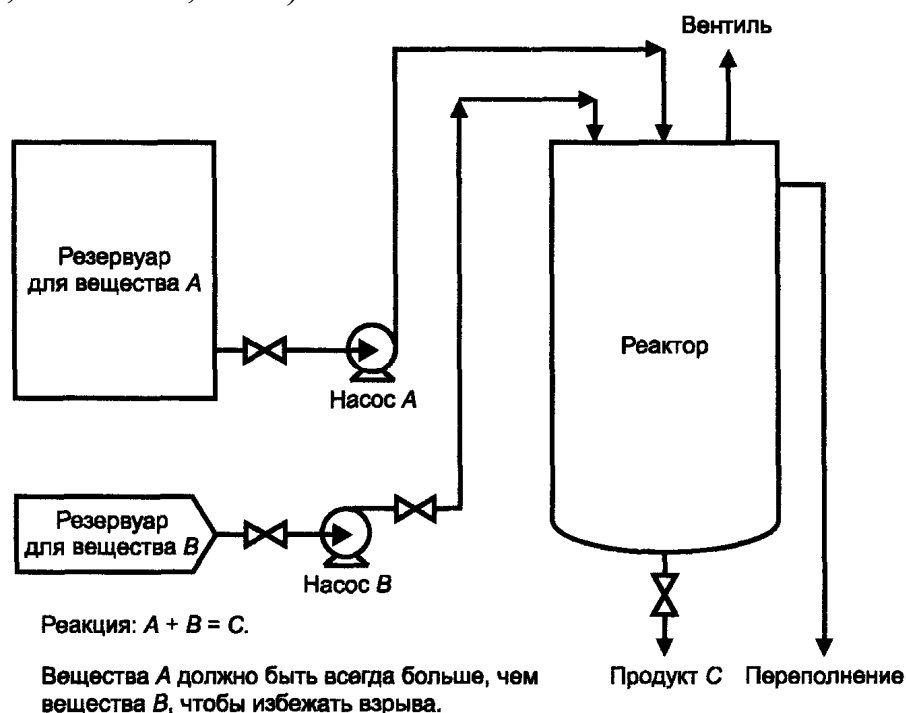 Вентиль
Резервуар
для вещества A
Реактор
Насос A
Резервуар
для вещества B
Насос B
Реакция: A + B = C.
Продукт C
Переполнение
Вещества A должно быть всегда больше, чем
вещества B, чтобы избежать взрыва.